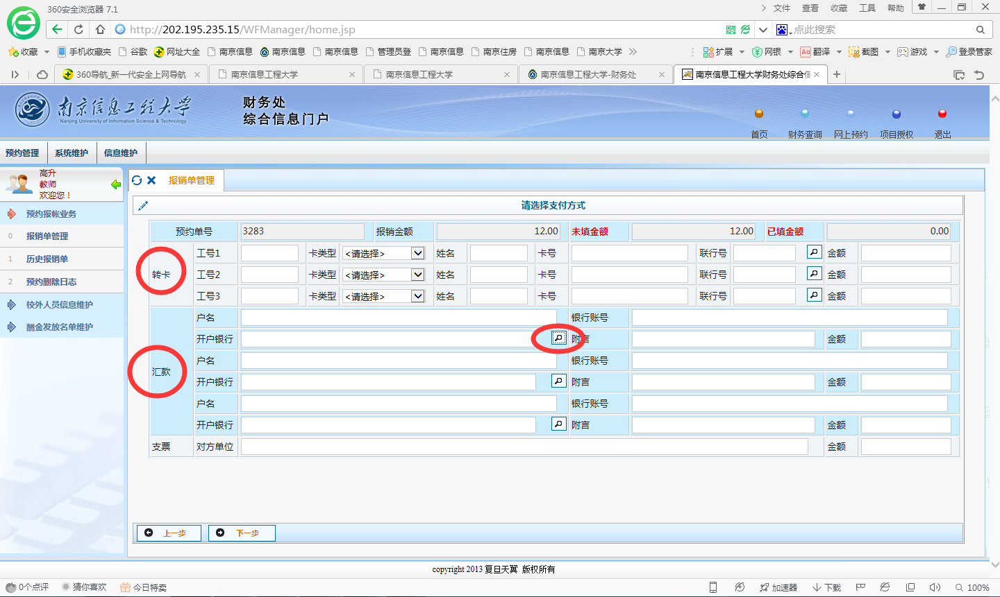 360安全浏览器 7.1
文件 查看 收藏 工具 帮助
http://202.195.235.15/WFManager/home.jsp
点此搜索
收藏 手机收藏夹 谷歌 网址大全 南京信息 南京信息 南京信息 管理员登 南京信息 南京住房 南京信息 南京大学 扩展 网银 翻译 截图 游戏 登录管家
360导航_新一代安全上网导航 南京信息工程大学 南京信息工程大学 南京信息工程大学-财务处 南京信息工程大学财务处综合信
南京信息工程大学
Nanjing University of Information Science & Technology
财务处
综合信息门户
首页 财务查询 网上预约 项目授权 退出
预约管理 系统维护 信息维护
高升
教师
欢迎您！
预约报帐业务
0 报销单管理
1 历史报销单
2 预约删除日志
校外人员信息维护
酬金发放名单维护
报销单管理
请选择支付方式
预约单号 3283 报销金额 12.00 未填金额 12.00 已填金额 0.00
转卡
工号1 卡类型 <请选择> 姓名 卡号 联行号 金额
工号2 卡类型 <请选择> 姓名 卡号 联行号 金额
工号3 卡类型 <请选择> 姓名 卡号 联行号 金额
汇款
户名 银行账号
开户银行 附言 金额
户名 银行账号
开户银行 附言 金额
户名 银行账号
开户银行 附言 金额
支票 对方单位 金额
上一步 下一步
copyright 2013 复旦天翼 版权所有
0个点评 猜你喜欢 今日特卖 加速器 下载 100%